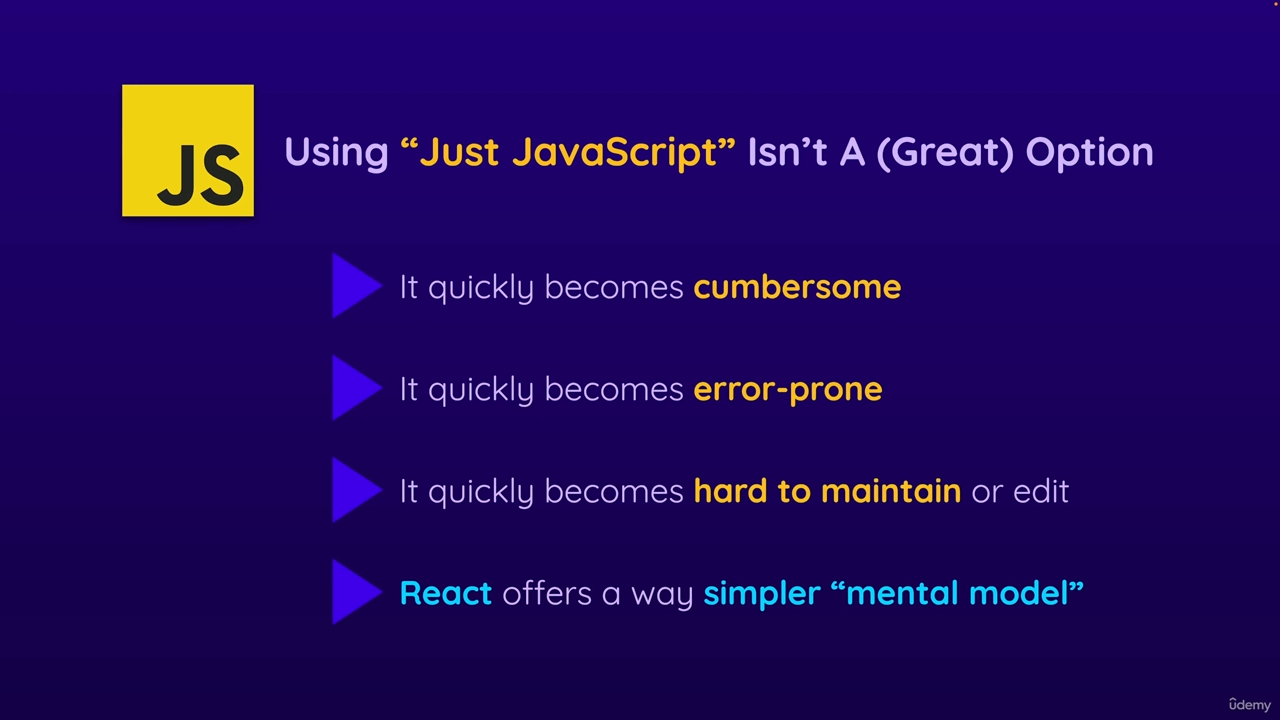 JS
Using “Just JavaScript” Isn’t A (Great) Option
It quickly becomes cumbersome
It quickly becomes error-prone
It quickly becomes hard to maintain or edit
React offers a way simpler “mental model”
ûdemy